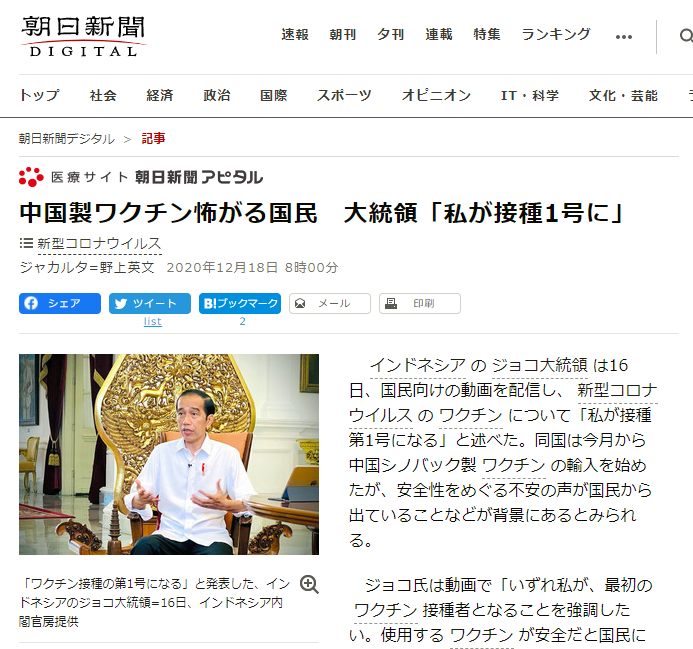 朝日新聞
DIGITAL
速報 朝刊 夕刊 連載 特集 ランキング ...
トップ 社会 経済 政治 国際 スポーツ オピニオン IT・科学 文化・芸能
朝日新聞デジタル > 記事
医療サイト 朝日新聞アピタル
中国製ワクチン怖がる国民 大統領「私が接種1号に」
新型コロナウイルス
ジャカルタ=野上英文 2020年12月18日 8時00分
シェア ツイート B!ブックマーク メール 印刷
list 2
インドネシア の ジョコ大統領 は16
日、国民向けの動画を配信し、 新型コロナ
ウイルス の ワクチン について「私が接種
第1号になる」と述べた。同国は今月から
中国シノバック製 ワクチン の輸入を始め
たが、安全性をめぐる不安の声が国民から
出ていることなどが背景にあるとみられ
る。
ジョコ氏は動画で「いずれ私が、最初の
ワクチン 接種者となることを強調した
い。使用する ワクチン が安全だと国民に
「ワクチン接種の第1号になる」と発表した、イン
ドネシアのジョコ大統領=16日、インドネシア内
閣官房提供